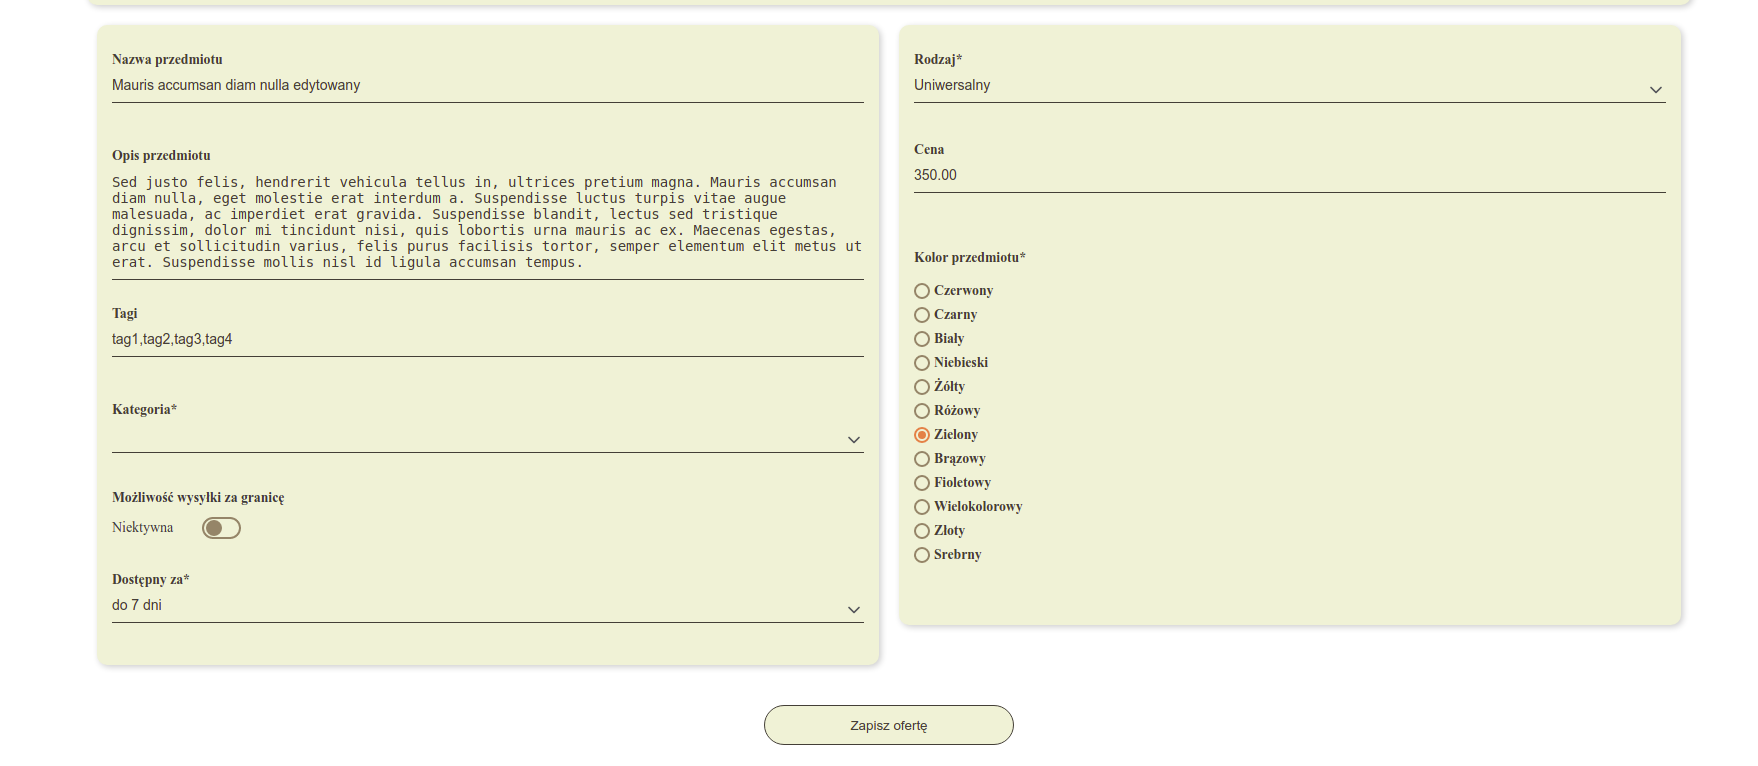 Nazwa przedmiotu
Mauris accumsan diam nulla edytowany
Opis przedmiotu
Sed justo felis, hendrerit vehicula tellus in, ultrices pretium magna. Mauris accumsan
diam nulla, eget molestie erat interdum a. Suspendisse luctus turpis vitae augue
malesuada, ac imperdiet erat gravida. Suspendisse blandit, lectus sed tristique
dignissim, dolor mi tincidunt nisi, quis lobortis urna mauris ac ex. Maecenas egestas,
arcu et sollicitudin varius, felis purus facilisis tortor, semper elementum elit metus ut
erat. Suspendisse mollis nisl id ligula accumsan tempus.
Tagi
tag1,tag2,tag3,tag4
Kategoria*
Możliwość wysyłki za granicę
Niektywna
Dostępny za*
do 7 dni
Rodzaj*
Uniwersalny
Cena
350.00
Kolor przedmiotu*
Czerwony
Czarny
Biały
Niebieski
Żółty
Różowy
Zielony
Brązowy
Fioletowy
Wielokolorowy
Złoty
Srebrny
Zapisz ofertę